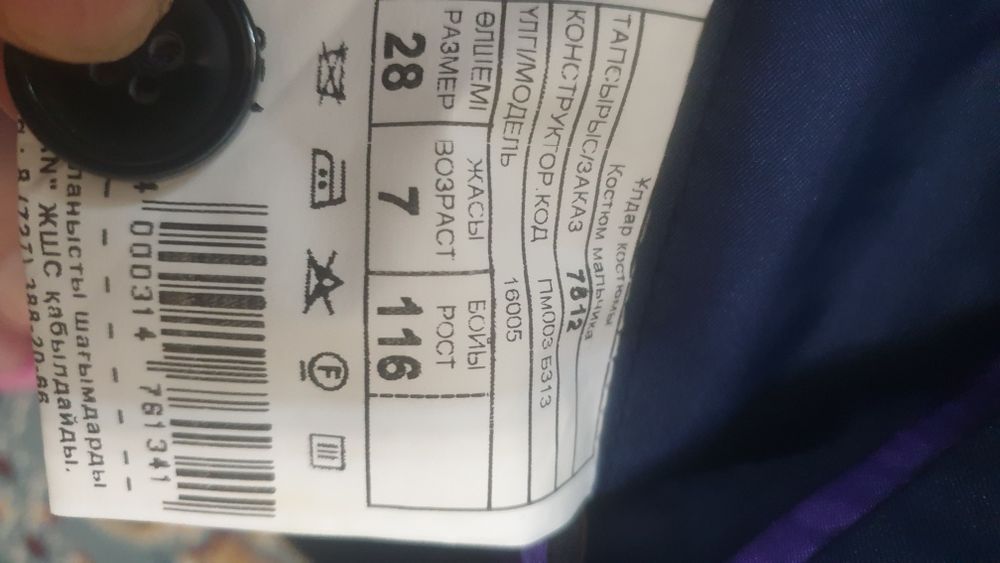 Ұлдар костюмы
Костюм мальчика
ТАПСЫРЫС/ЗАКАЗ 7812
КОНСТРУКТОР.КОД ПМ003 Б313
ҮЛГІ/МОДЕЛЬ 16005
ӨЛШЕМІ ЖАСЫ БОЙЫ
РАЗМЕР ВОЗРАСТ РОСТ
28 7 116
F
000314 761341
шағымдарды
"N" ЖШС қабылдайды.